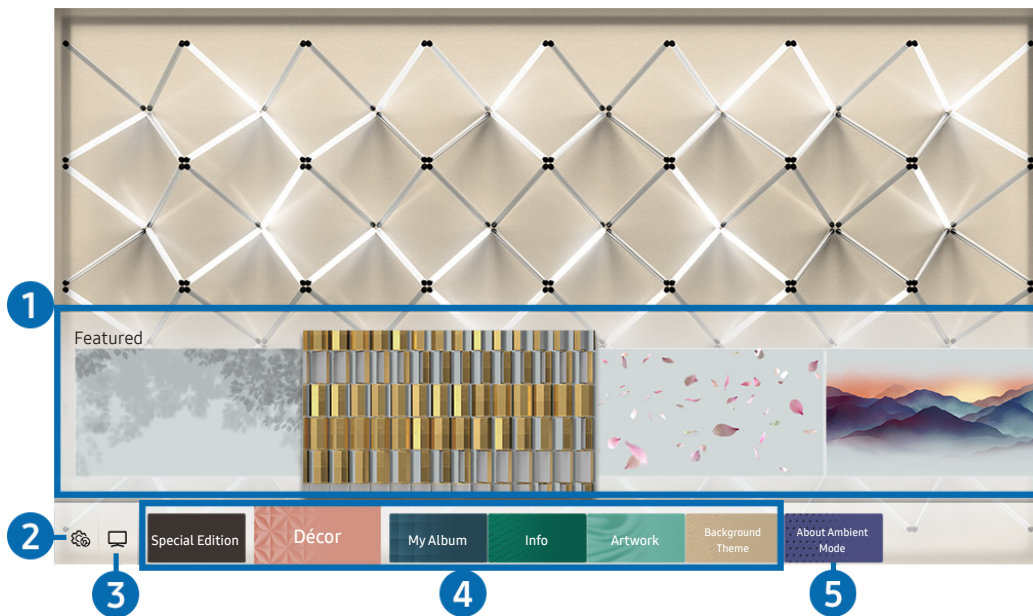 1
Featured
2
3
Special Edition
Décor
My Album
Info
Artwork
Background
Theme
About Ambient
Mode
4
5